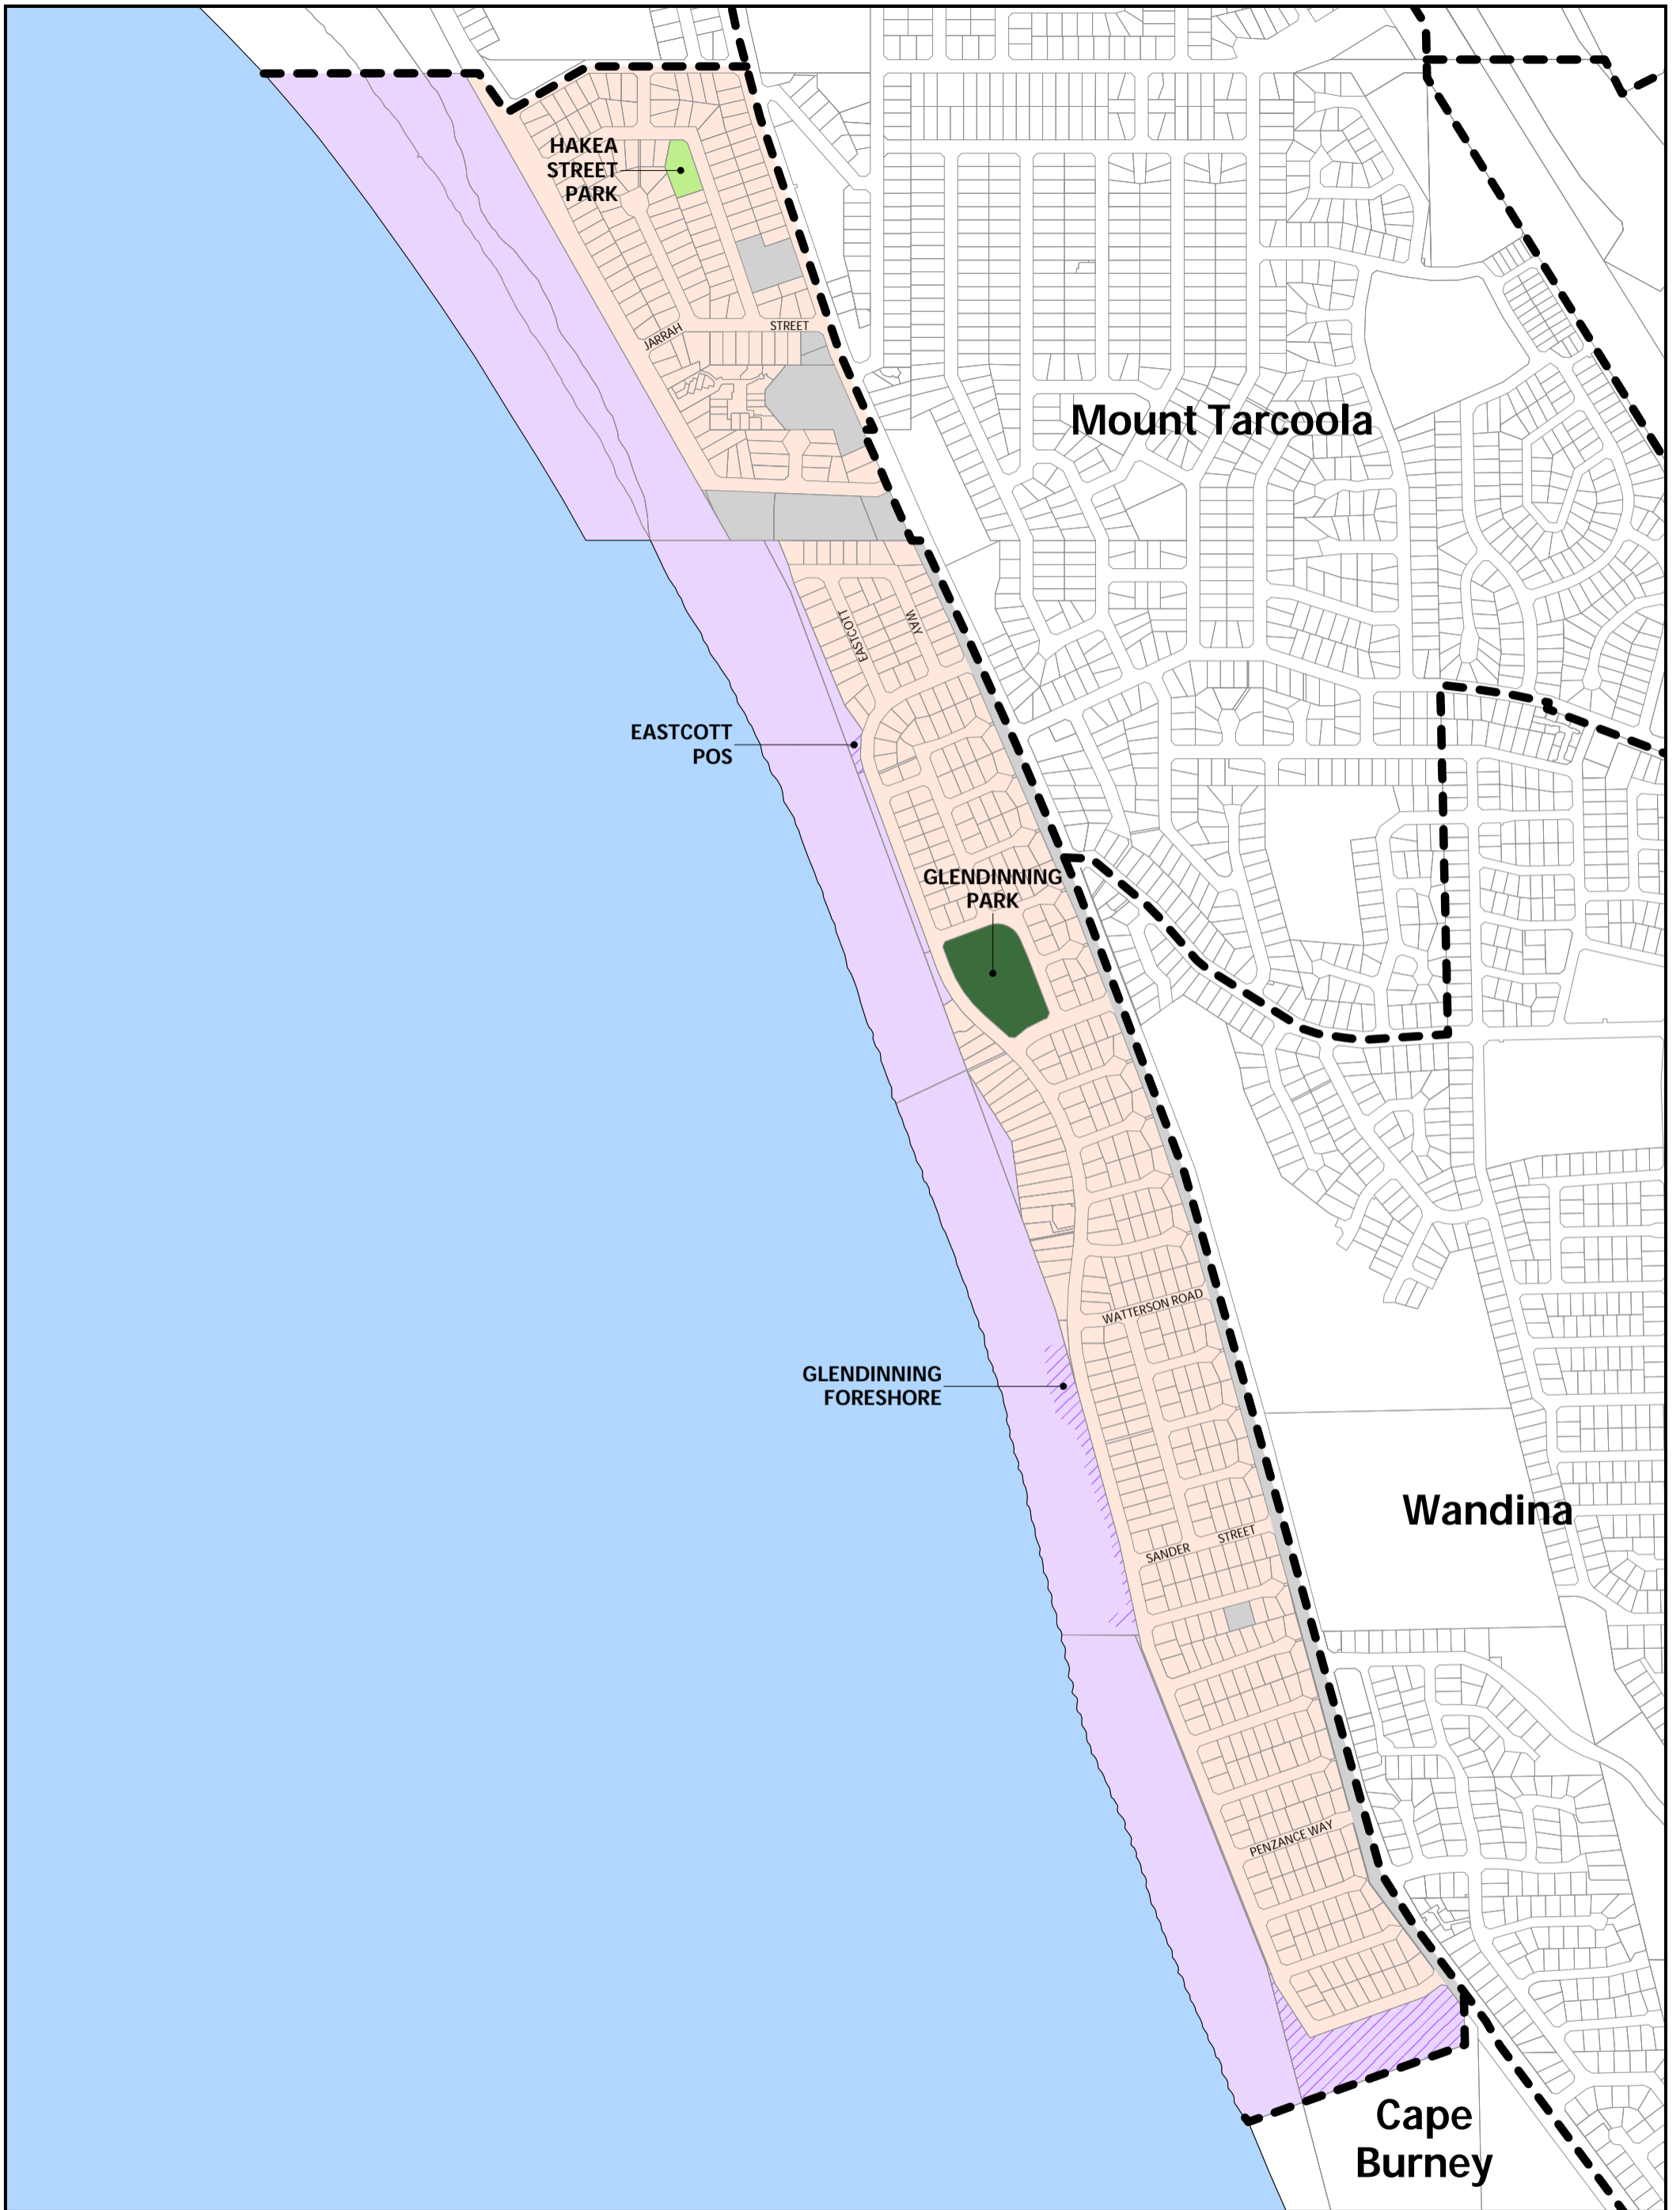 HAKEA
STREET
PARK
JARRAH
STREET
Mount Tarcoola
EASTCOTT
WAY
EASTCOTT
POS
GLENDINNING
PARK
WATTERSON ROAD
GLENDINNING
FORESHORE
Wandina
SANDER
STREET
PENZANCE WAY
Cape
Burney